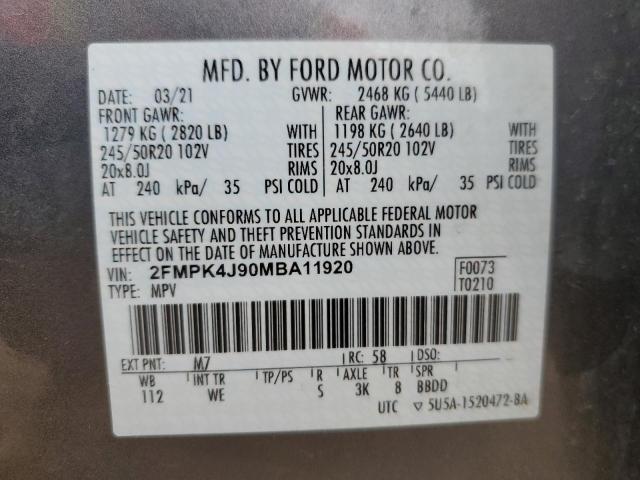 MFD. BY FORD MOTOR CO.
DATE: 03/21 GVWR: 2468 KG ( 5440 LB)
FRONT GAWR: REAR GAWR:
1279 KG ( 2820 LB) WITH 1198 KG ( 2640 LB) WITH
245/50R20 102V TIRES 245/50R20 102V TIRES
20x8.0J RIMS 20x8.0J RIMS
AT 240 kPa/ 35 PSI COLD AT 240 kPa/ 35 PSI COLD
THIS VEHICLE CONFORMS TO ALL APPLICABLE FEDERAL MOTOR
VEHICLE SAFETY AND THEFT PREVENTION STANDARDS IN
EFFECT ON THE DATE OF MANUFACTURE SHOWN ABOVE.
VIN: 2FMPK4J90MBA11920 F0073
TYPE: MPV T0210
EXT PNT: M7 RC: 58 DSO:
WB INT TR TP/PS R AXLE TR SPR
112 WE S 3K 8 BBDD
UTC ▽ 5U5A-1520472-BA